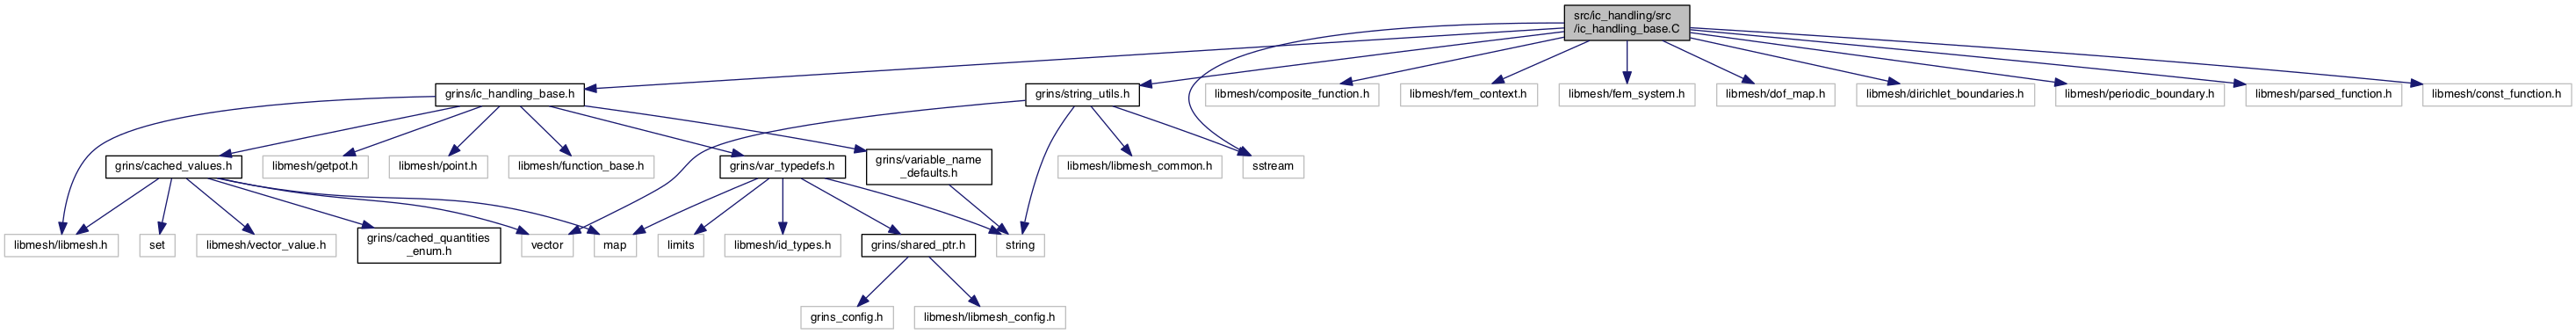 src/ic_handling/src
/ic_handling_base.C
grins/ic_handling_base.h
grins/string_utils.h
libmesh/composite_function.h
libmesh/fem_context.h
libmesh/fem_system.h
libmesh/dof_map.h
libmesh/dirichlet_boundaries.h
libmesh/periodic_boundary.h
libmesh/parsed_function.h
libmesh/const_function.h
grins/cached_values.h
libmesh/getpot.h
libmesh/point.h
libmesh/function_base.h
grins/var_typedefs.h
grins/variable_name
_defaults.h
libmesh/libmesh_common.h
sstream
libmesh/libmesh.h
set
libmesh/vector_value.h
grins/cached_quantities
_enum.h
vector
map
limits
libmesh/id_types.h
grins/shared_ptr.h
string
grins_config.h
libmesh/libmesh_config.h